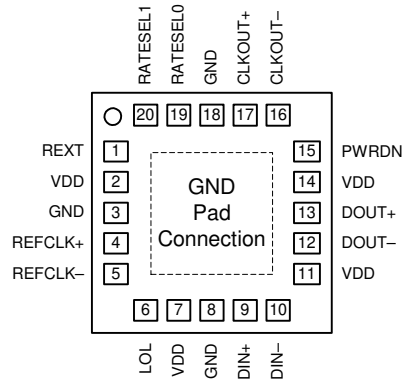 RATESEL1
RATESEL0
GND
CLKOUT+
CLKOUT–
20 19 18 17 16
REXT 1
VDD 2
GND 3
REFCLK+ 4
REFCLK– 5
GND
Pad
Connection
15 PWRDN
14 VDD
13 DOUT+
12 DOUT–
11 VDD
6 7 8 9 10
LOL
VDD
GND
DIN+
DIN–